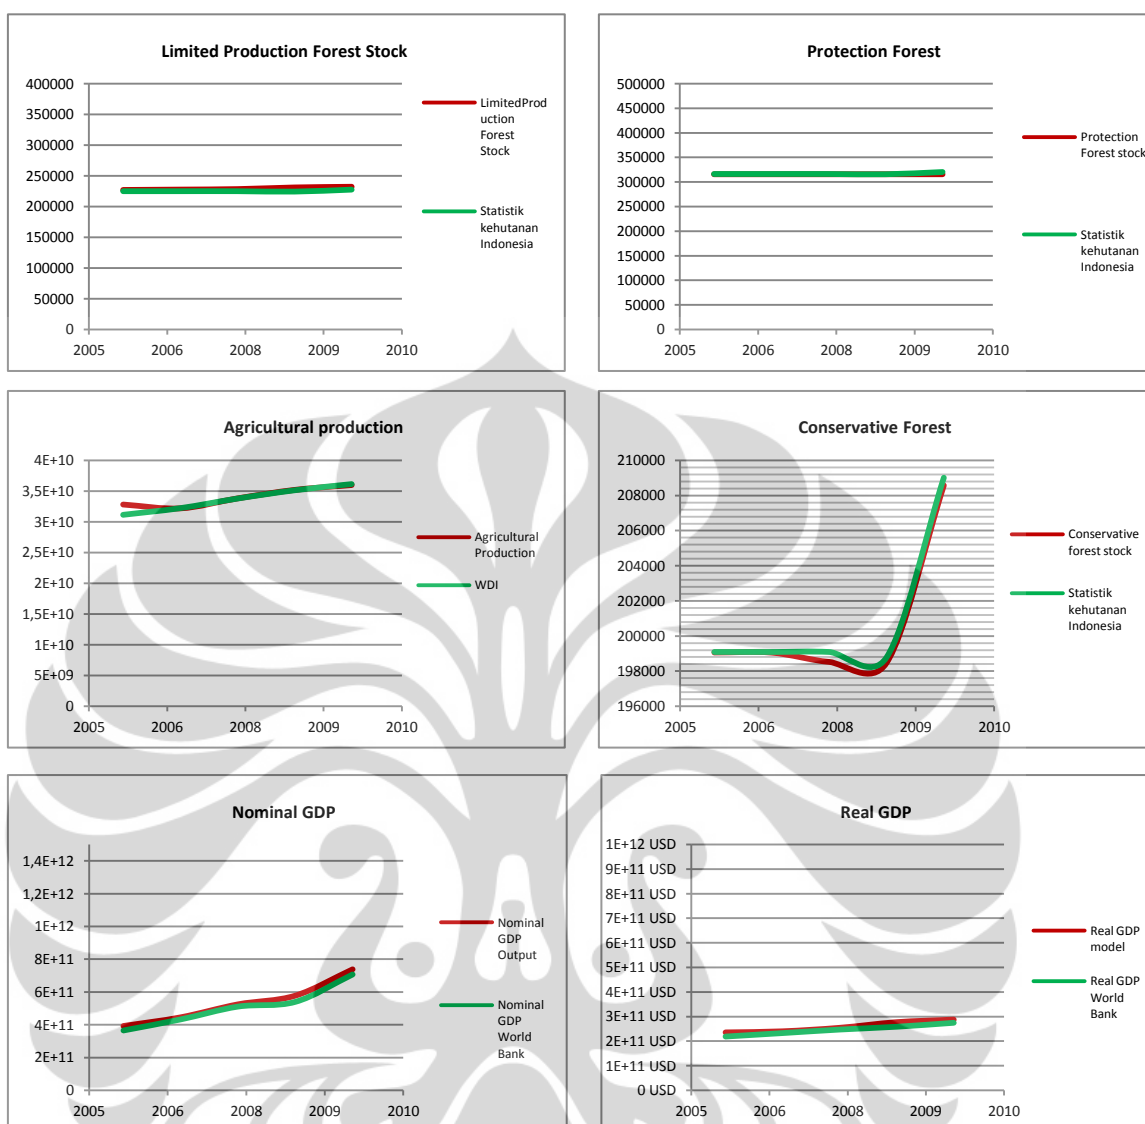 Limited Production Forest Stock
400000
350000
300000
250000
200000
150000
100000
50000
0
2005 2006 2008 2009 2010
LimitedProd
uction
Forest
Stock
Statistik
kehutanan
Indonesia
Protection Forest
500000
450000
400000
350000
300000
250000
200000
150000
100000
50000
0
2005 2006 2008 2009 2010
Protection
Forest stock
Statistik
kehutanan
Indonesia
Agricultural production
4E+10
3,5E+10
3E+10
2,5E+10
2E+10
1,5E+10
1E+10
5E+09
0
2005 2006 2008 2009 2010
Agricultural
Production
WDI
Conservative Forest
210000
208000
206000
204000
202000
200000
198000
196000
2005 2006 2008 2009 2010
Conservative
forest stock
Statistik
kehutanan
Indonesia
Nominal GDP
1,4E+12
1,2E+12
1E+12
8E+11
6E+11
4E+11
2E+11
0
2005 2006 2008 2009 2010
Nominal
GDP
Output
Nominal
GDP
World
Bank
Real GDP
1E+12 USD
9E+11 USD
8E+11 USD
7E+11 USD
6E+11 USD
5E+11 USD
4E+11 USD
3E+11 USD
2E+11 USD
1E+11 USD
0 USD
2005 2006 2008 2009 2010
Real GDP
model
Real GDP
World
Bank